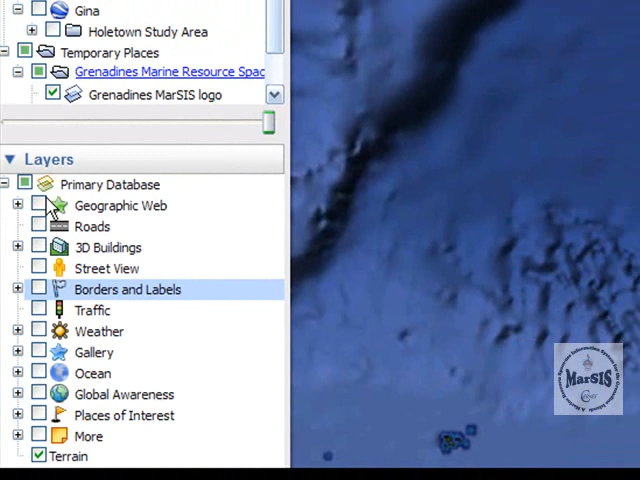 Gina
Holetown Study Area
Temporary Places
Grenadines Marine Resource Spac
Grenadines MarSIS logo
Layers
Primary Database
Geographic Web
Roads
3D Buildings
Street View
Borders and Labels
Traffic
Weather
Gallery
Ocean
Global Awareness
Places of Interest
More
Terrain
MarSIS